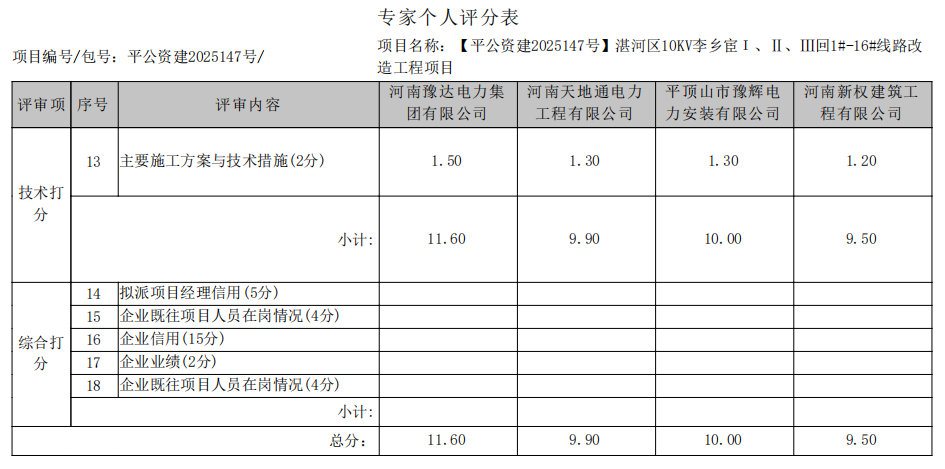 专家个人评分表
项目编号/包号: 平公资建2025147号/
项目名称: 【平公资建2025147号】湛河区10KV李乡宦Ⅰ、Ⅱ、Ⅲ回1#-16#线路改
造工程项目
评审项 序号 评审内容 河南豫达电力集 河南天地通电力 平顶山市豫辉电 河南新权建筑工
团有限公司 工程有限公司 力安装有限公司 程有限公司
13 主要施工方案与技术措施(2分) 1.50 1.30 1.30 1.20
技术打
分
小计: 11.60 9.90 10.00 9.50
14 拟派项目经理信用(5分)
15 企业既往项目人员在岗情况(4分)
综合打
分
16 企业信用(15分)
17 企业业绩(2分)
18 企业既往项目人员在岗情况(4分)
小计:
总分: 11.60 9.90 10.00 9.50